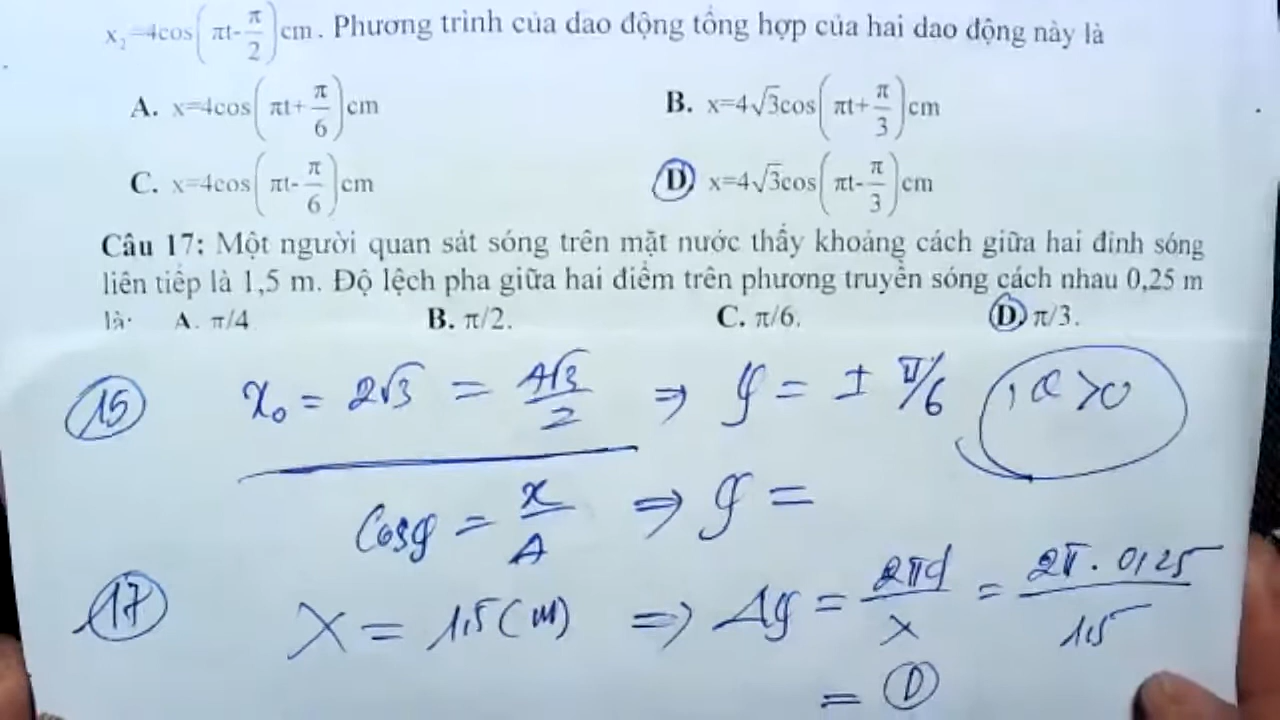 x₂=4cos(πt-π/2)cm. Phương trình của dao động tổng hợp của hai dao động này là
A. x=4cos(πt+π/6)cm B. x=4√3cos(πt+π/3)cm
C. x=4cos(πt-π/6)cm D. x=4√3cos(πt-π/3)cm
Câu 17: Một người quan sát sóng trên mặt nước thấy khoảng cách giữa hai đỉnh sóng
liên tiếp là 1,5 m. Độ lệch pha giữa hai điểm trên phương truyền sóng cách nhau 0,25 m
là: A. π/4 B. π/2. C. π/6. D. π/3.
15 x₀ = 2√3 = A√3/2 ⇒ φ = ± π/6 , φ > 0
Cosφ = x/A ⇒ φ =
17 λ = 1,5 (m) ⇒ Δφ = 2πd/λ = 2π. 0,25/1,5
= D